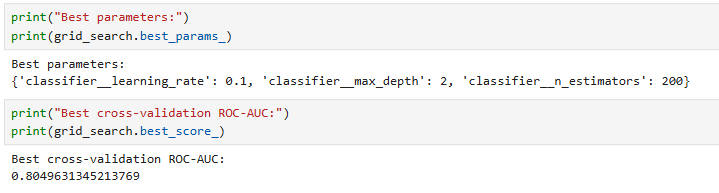 print("Best parameters:")
print(grid_search.best_params_)
Best parameters:
{'classifier__learning_rate': 0.1, 'classifier__max_depth': 2, 'classifier__n_estimators': 200}
print("Best cross-validation ROC-AUC:")
print(grid_search.best_score_)
Best cross-validation ROC-AUC:
0.8049631345213769